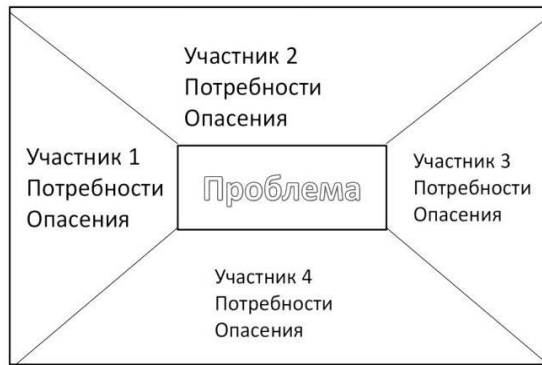 Участник 2
Потребности
Опасения
Участник 1
Потребности
Опасения
Проблема
Участник 3
Потребности
Опасения
Участник 4
Потребности
Опасения